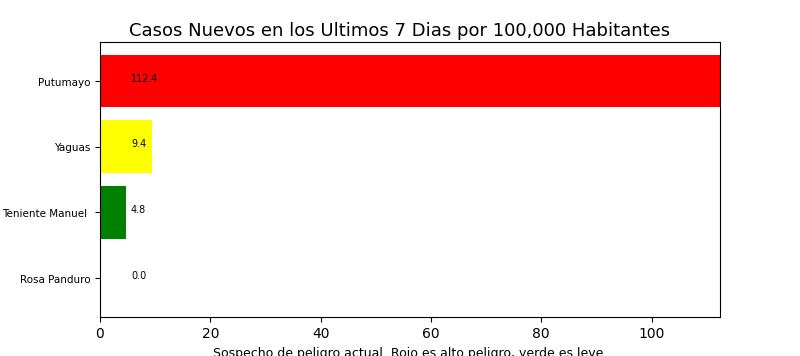 Casos Nuevos en los Ultimos 7 Dias por 100,000 Habitantes
Putumayo 112.4
Yaguas 9.4
Teniente Manuel 4.8
Rosa Panduro 0.0
0 20 40 60 80 100
Sospecho de peligro actual. Rojo es alto peligro, verde es leve